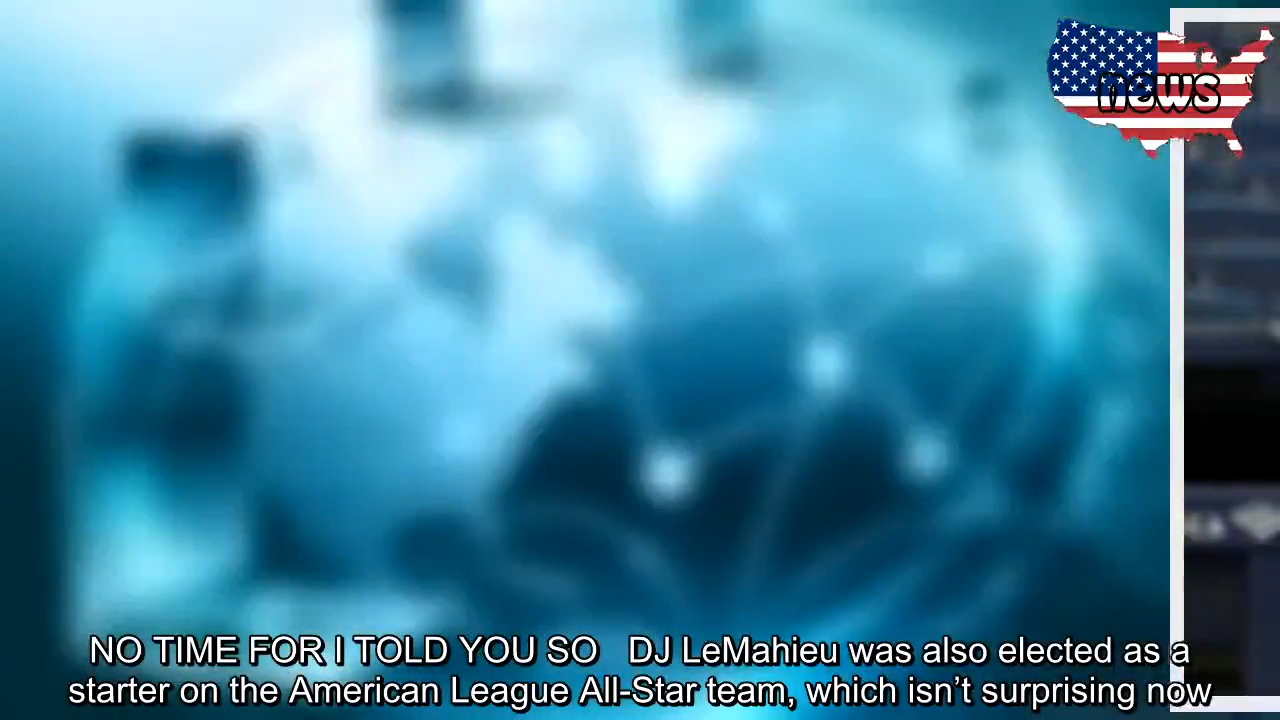 news
NO TIME FOR I TOLD YOU SO   DJ LeMahieu was also elected as a
starter on the American League All-Star team, which isn’t surprising now